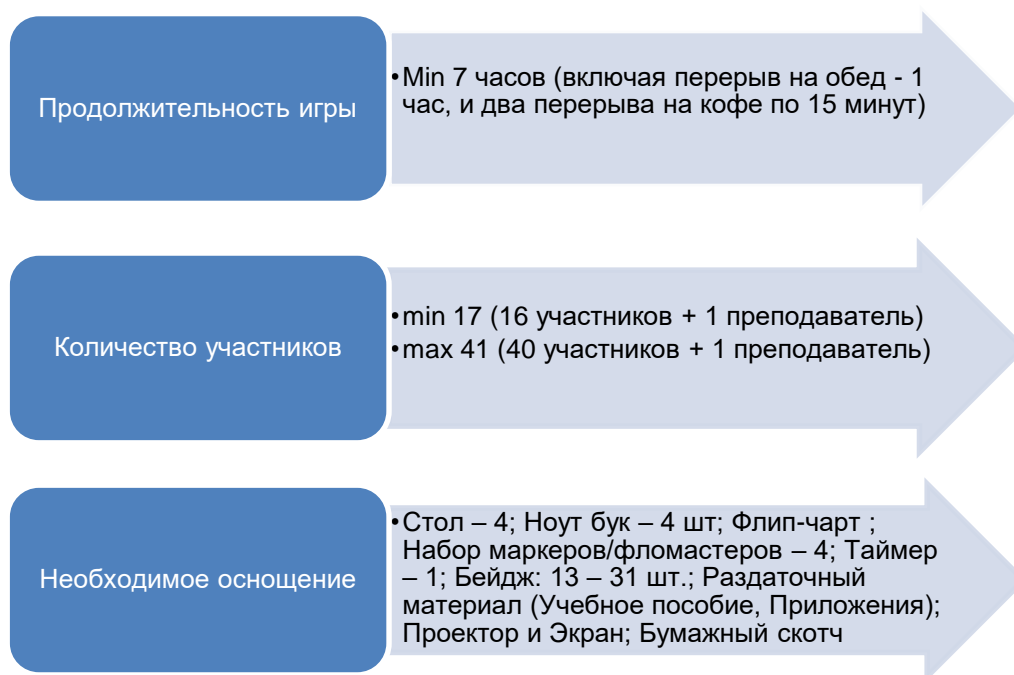 Продолжительность игры
•Min 7 часов (включая перерыв на обед - 1
час, и два перерыва на кофе по 15 минут)
Количество участников
•min 17 (16 участников + 1 преподаватель)
•max 41 (40 участников + 1 преподаватель)
Необходимое оснощение
•Стол – 4; Ноут бук – 4 шт; Флип-чарт ;
Набор маркеров/фломастеров – 4; Таймер
– 1; Бейдж: 13 – 31 шт.; Раздаточный
материал (Учебное пособие, Приложения);
Проектор и Экран; Бумажный скотч